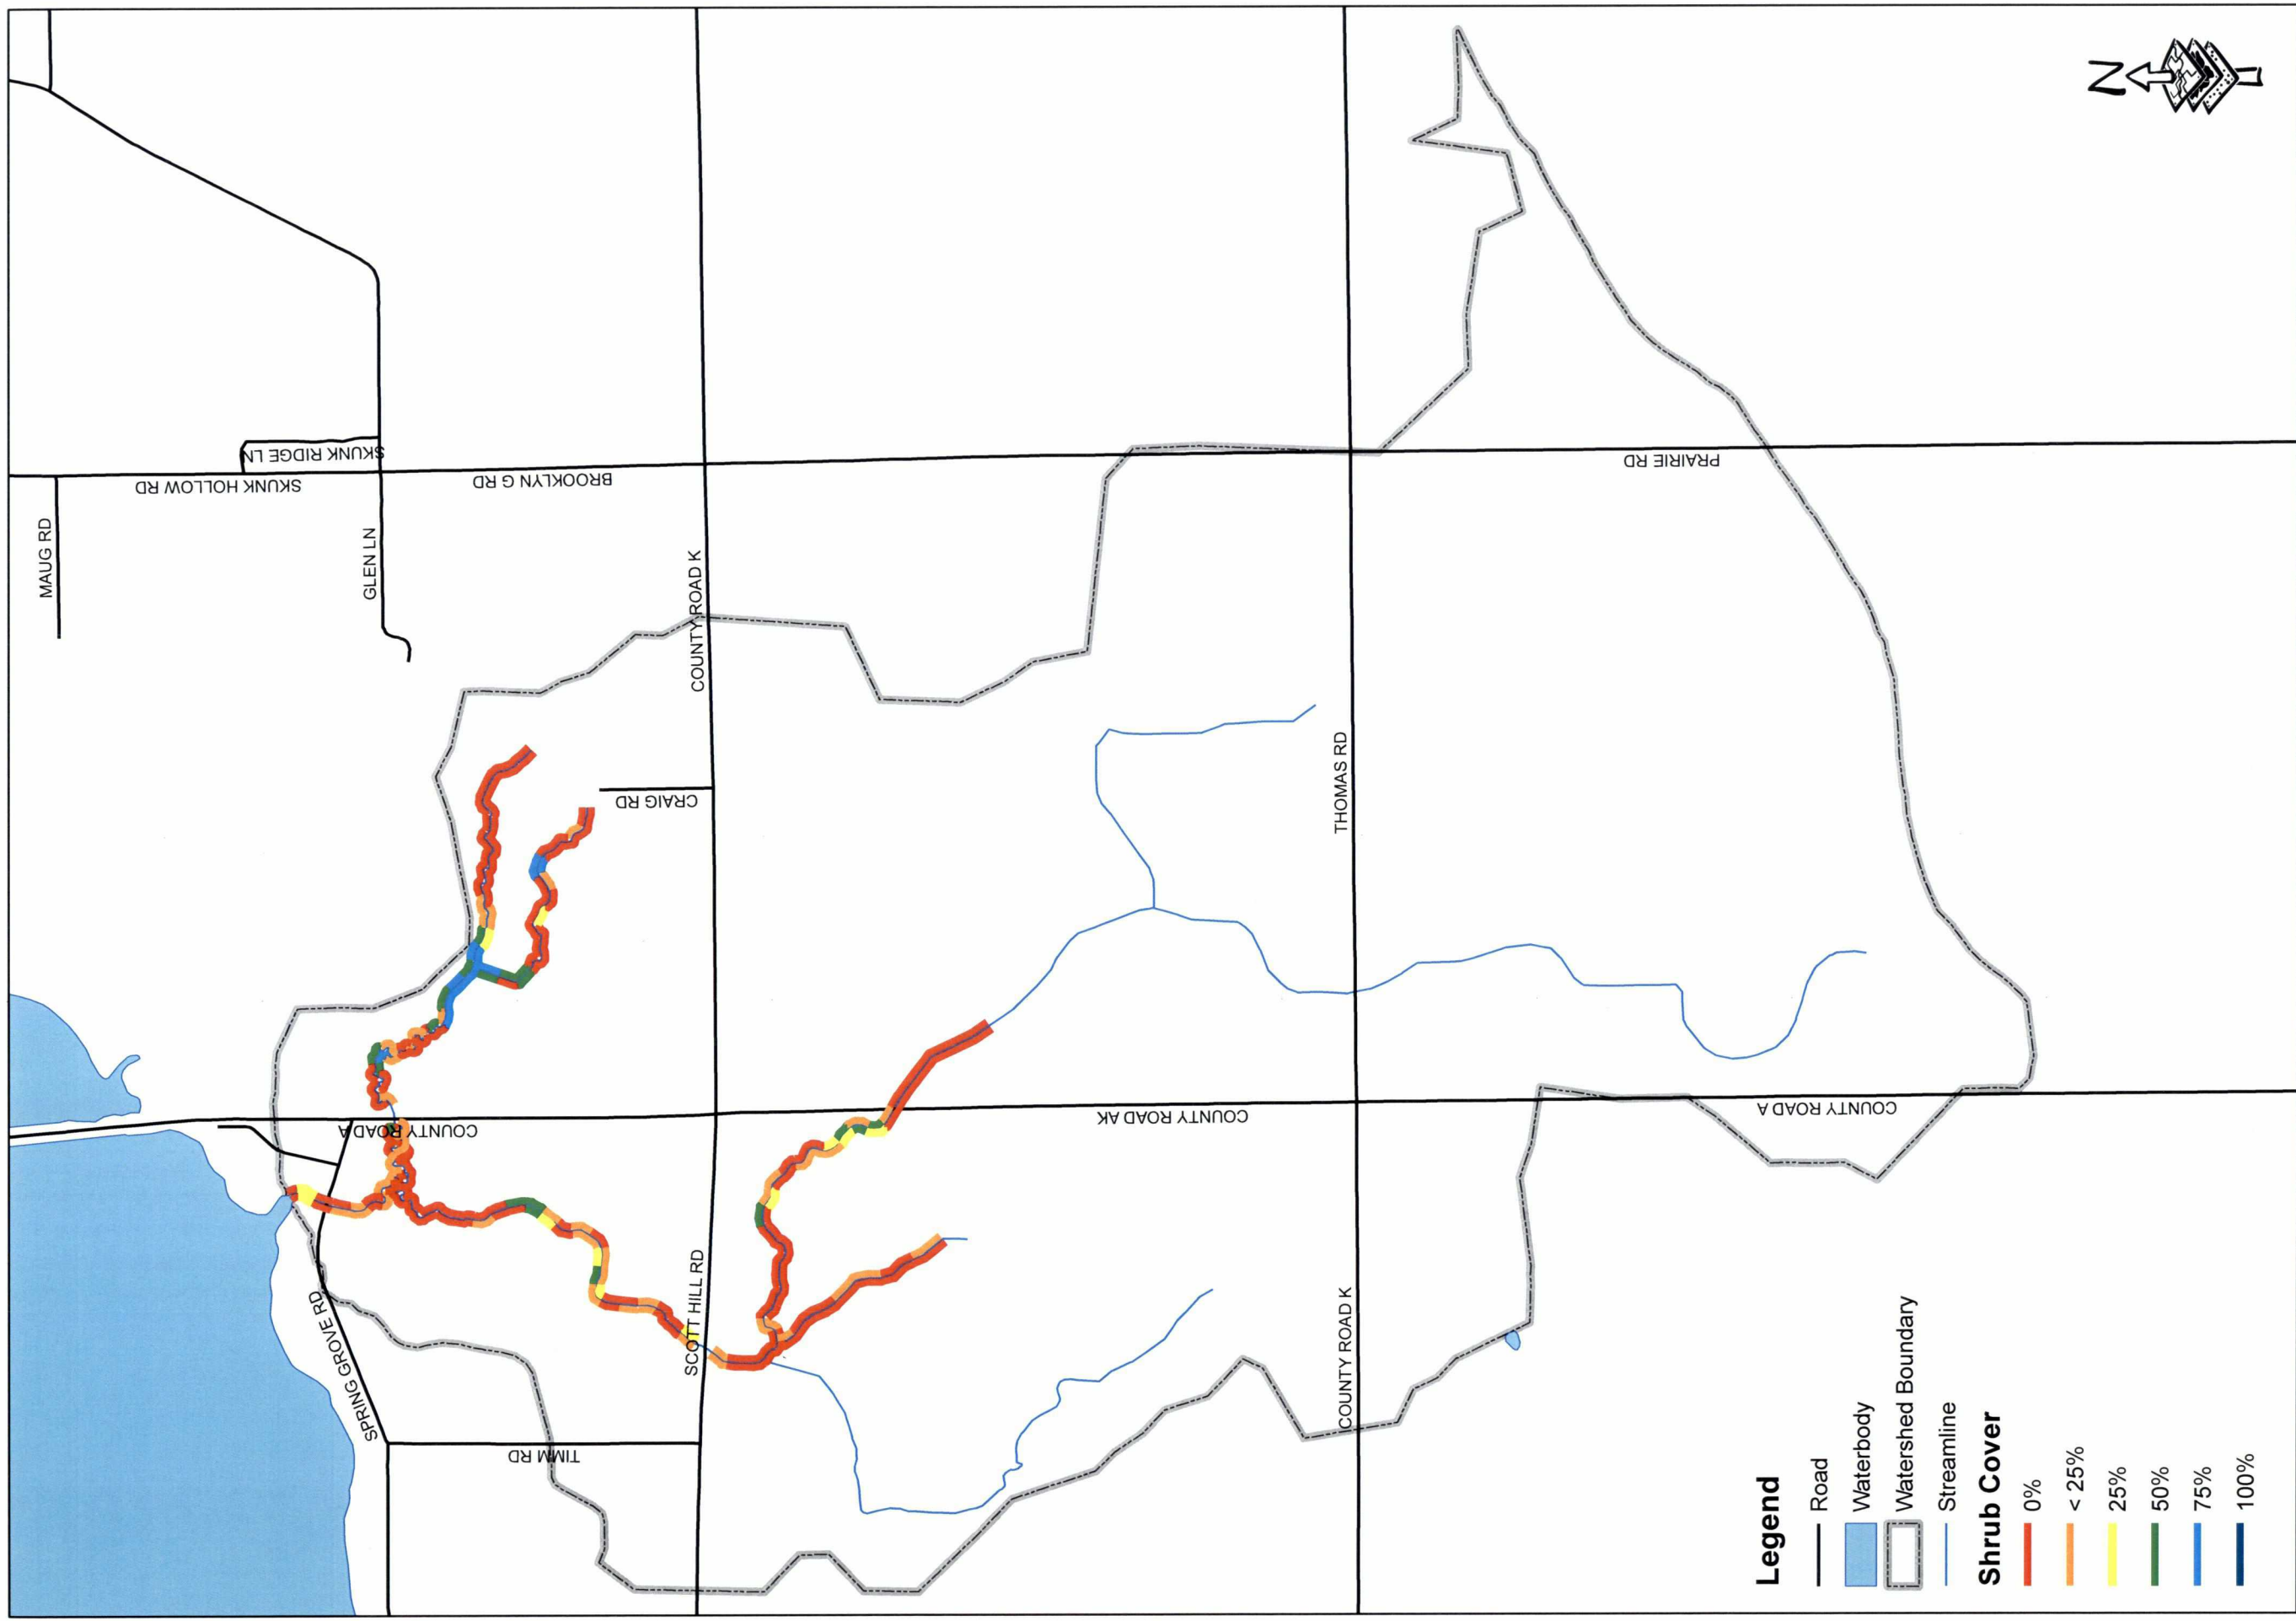 MAUG RD
SKUNK HOLLOW RD
SKUNK RIDGE LN
GLEN LN
BROOKLYN G RD
COUNTY ROAD K
CRAIG RD
COUNTY ROAD A
SPRING GROVE RD
TIMM RD
SCOTT HILL RD
COUNTY ROAD AK
THOMAS RD
PRAIRIE RD
COUNTY ROAD K
COUNTY ROAD A
N
Legend
Road
Waterbody
Watershed Boundary
Streamline
Shrub Cover
0%
< 25%
25%
50%
75%
100%